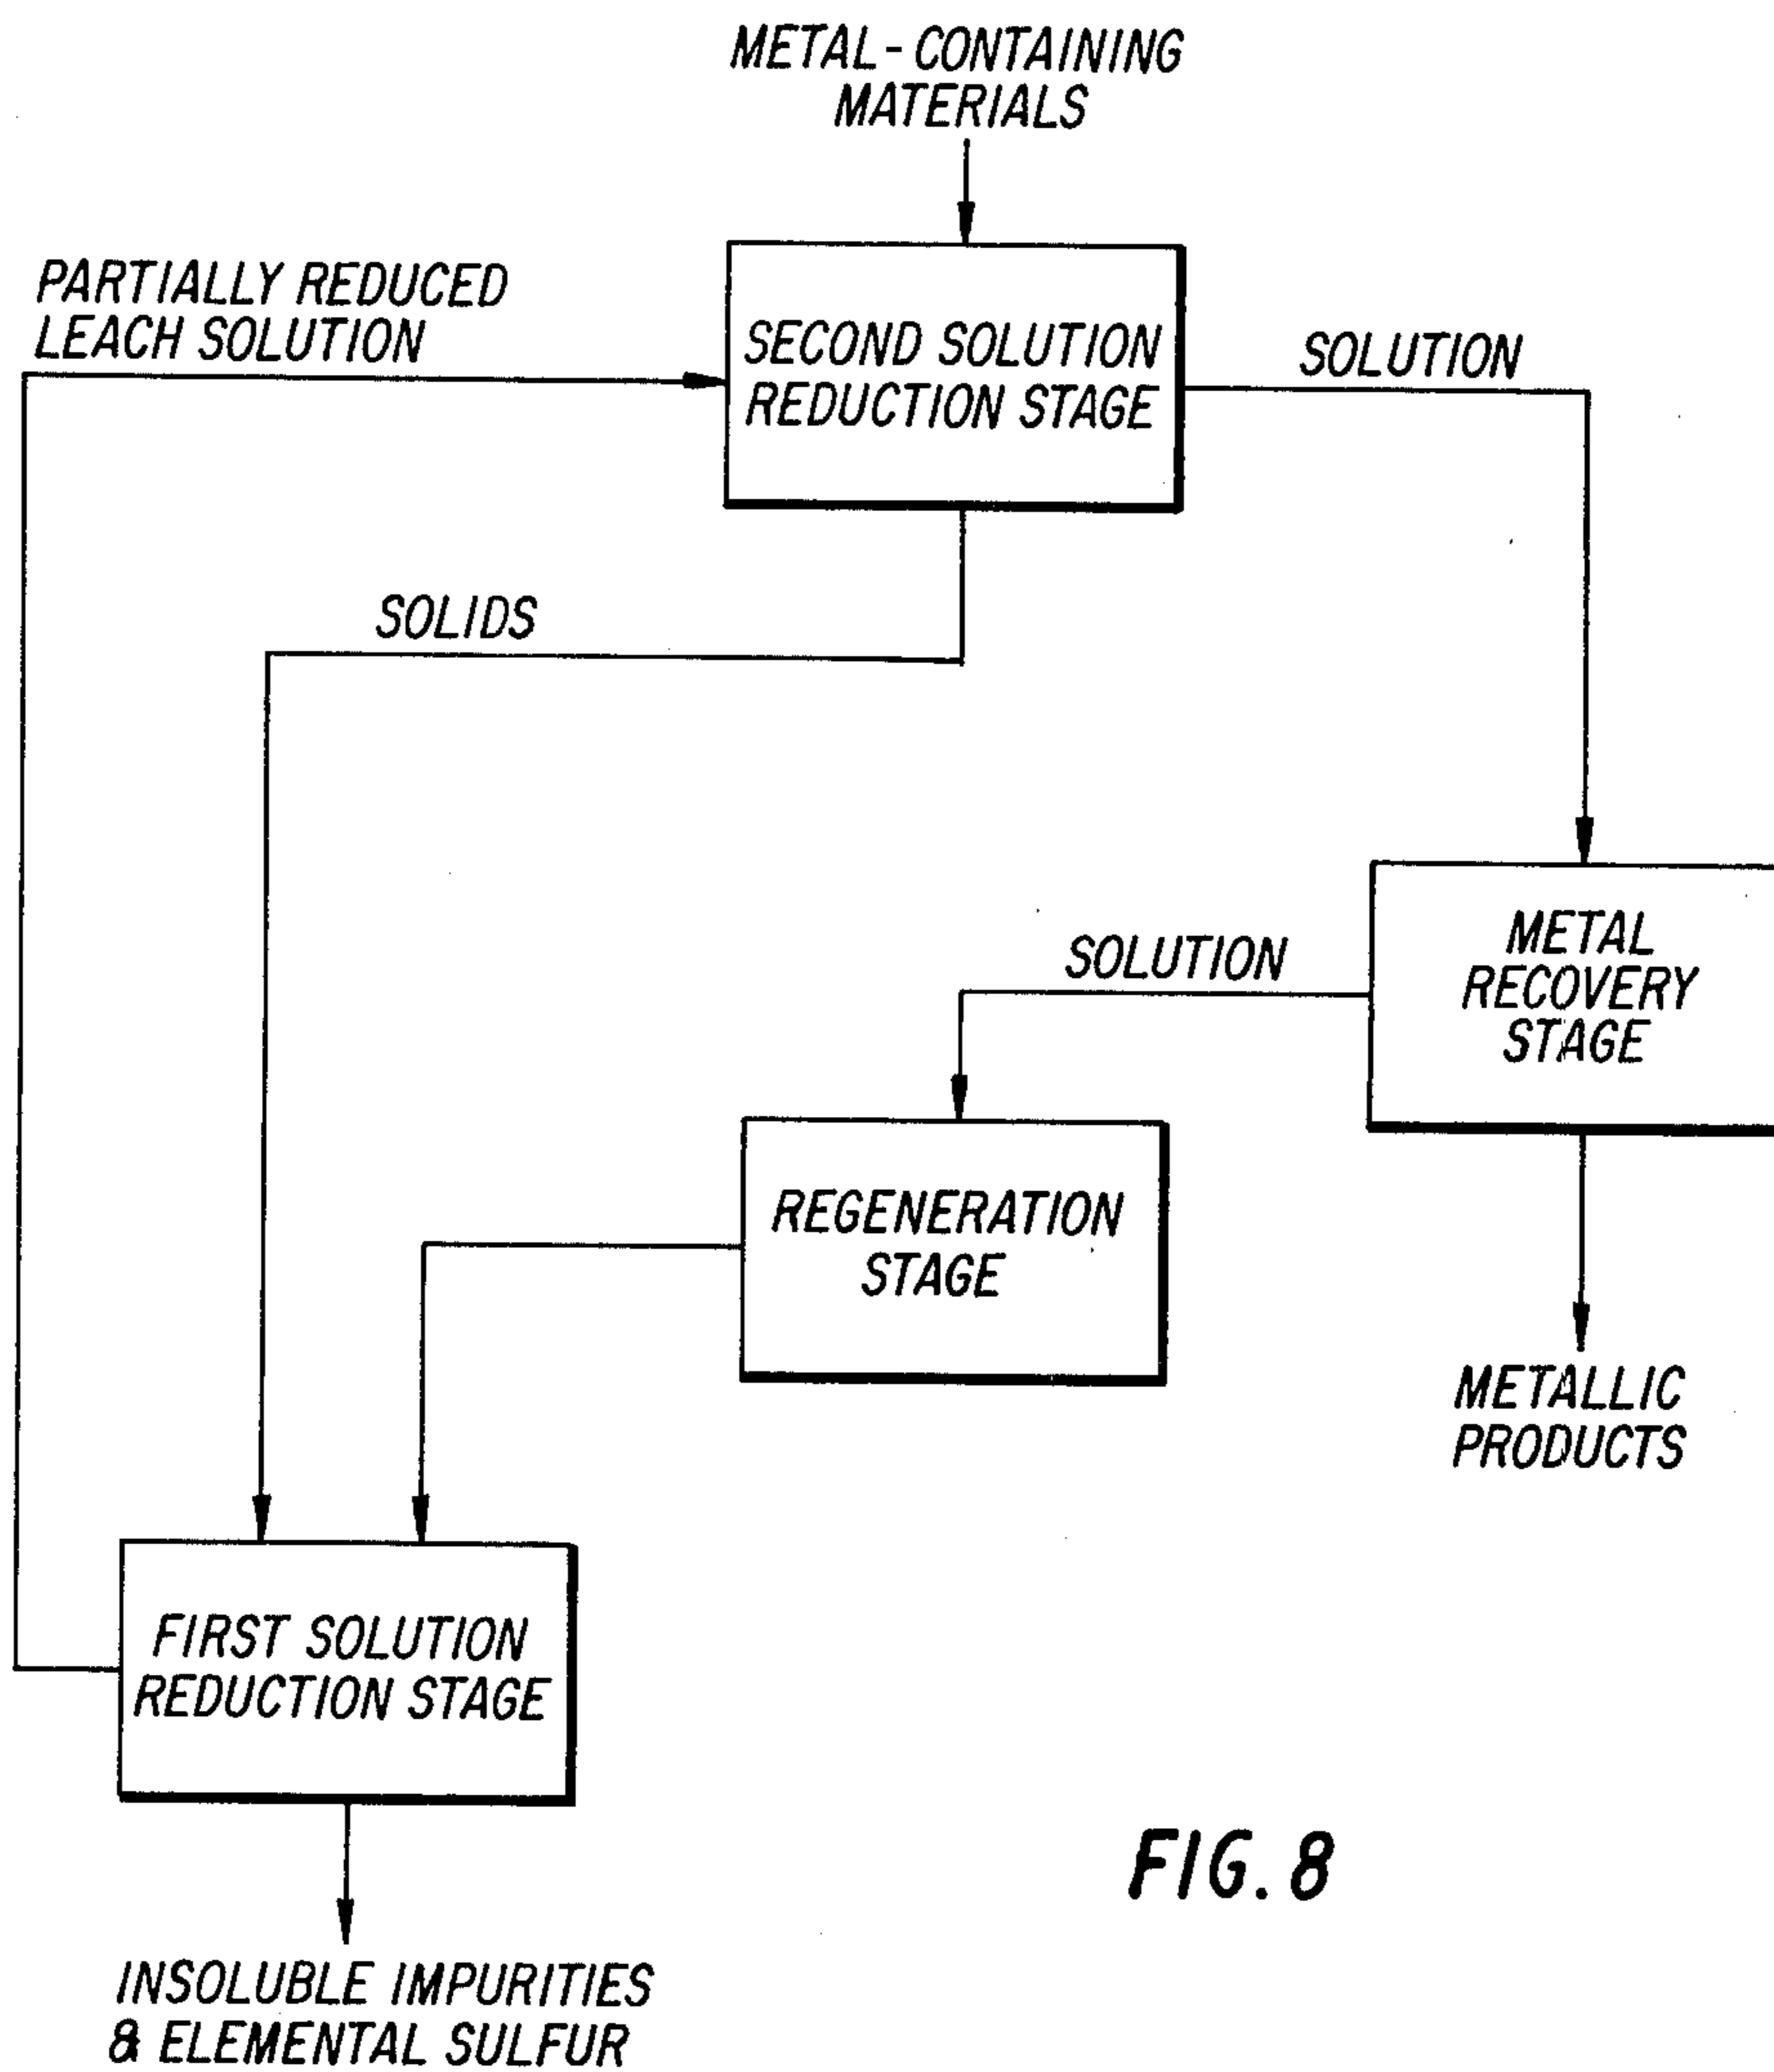 METAL-CONTAINING
MATERIALS
PARTIALLY REDUCED
LEACH SOLUTION
SECOND SOLUTION
REDUCTION STAGE
SOLUTION
SOLIDS
METAL
RECOVERY
STAGE
SOLUTION
REGENERATION
STAGE
METALLIC
PRODUCTS
FIRST SOLUTION
REDUCTION STAGE
FIG. 8
INSOLUBLE IMPURITIES
& ELEMENTAL SULFUR